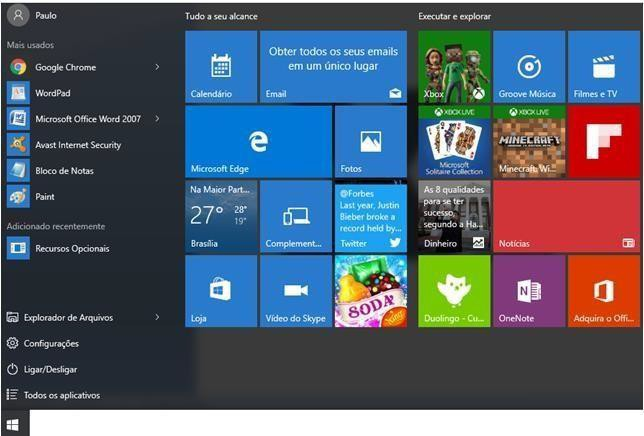 Paulo
Mais usados
Google Chrome
WordPad
Microsoft Office Word 2007
Avast Internet Security
Bloco de Notas
Paint
Adicionado recentemente
Recursos Opcionais
Explorador de Arquivos
Configurações
Ligar/Desligar
Todos os aplicativos
Tudo a seu alcance
Calendário
Obter todos os seus emails
em um único lugar
Email
Microsoft Edge
Fotos
Na Maior Part...
27°
28°
19°
Brasília
Complement...
@Forbes
Last year, Justin
Bieber broke a
record held by...
Twitter
Loja
Vídeo do Skype
SODA
King
Executar e explorar
Xbox
Groove Música
Filmes e TV
XBOX LIVE
Microsoft
Solitaire Collection
XBOX LIVE
MINECRAFT
Minecraft: Wi...
As 8 qualidades
para se ter
sucesso,
segundo a Ha...
Dinheiro
Notícias
Duolingo - Cu...
OneNote
Adquira o Offi...